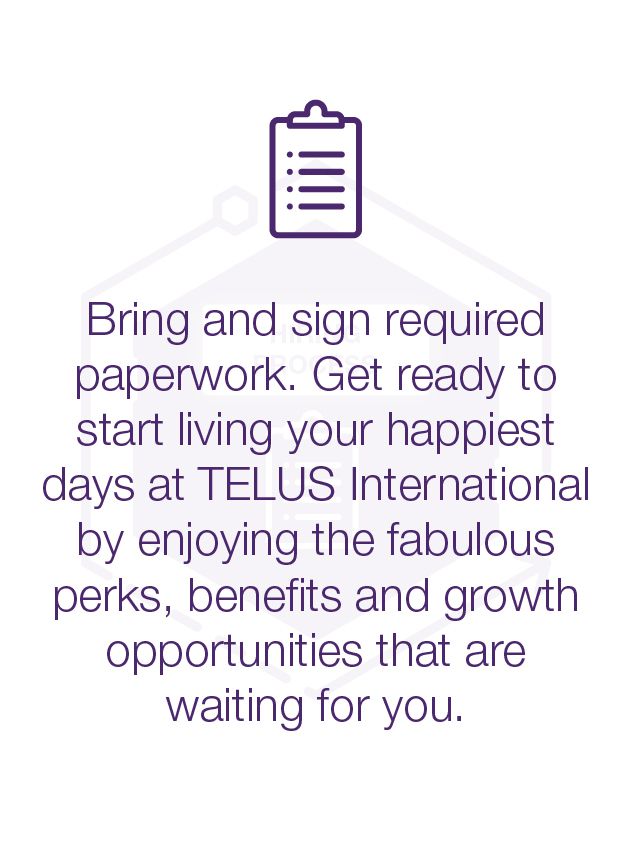 Bring and sign required
paperwork. Get ready to
start living your happiest
days at TELUS International
by enjoying the fabulous
perks, benefits and growth
opportunities that are
waiting for you.